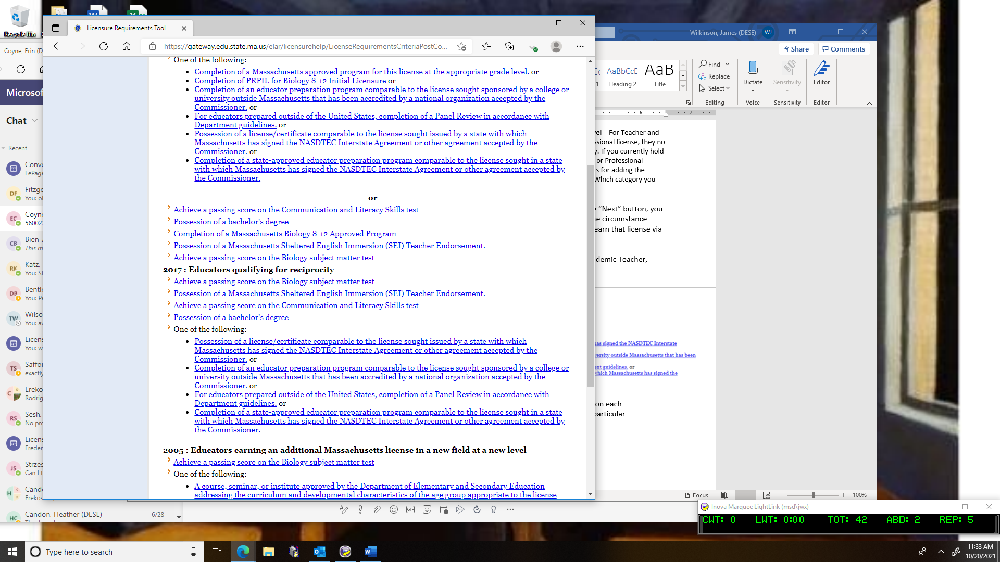 Recycle Bin
Licensure Requirements Tool
https://gateway.edu.state.ma.us/elar/licensurehelp/LicenseRequirementsCriteriaPostCo...
One of the following:
Completion of a Massachusetts approved program for this license at the appropriate grade level. or
Completion of PRPIL for Biology 8-12 Initial Licensure or
Completion of an educator preparation program comparable to the license sought sponsored by a college or
university outside Massachusetts that has been accredited by a national organization accepted by the
Commissioner. or
For educators prepared outside of the United States, completion of a Panel Review in accordance with
Department guidelines. or
Possession of a license/certificate comparable to the license sought issued by a state with which
Massachusetts has signed the NASDTEC Interstate Agreement or other agreement accepted by the
Commissioner. or
Completion of a state-approved educator preparation program comparable to the license sought in a state
with which Massachusetts has signed the NASDTEC Interstate Agreement or other agreement accepted by
the Commissioner.
or
Achieve a passing score on the Communication and Literacy Skills test
Possession of a bachelor's degree
Completion of a Massachusetts Biology 8-12 Approved Program
Possession of a Massachusetts Sheltered English Immersion (SEI) Teacher Endorsement.
Achieve a passing score on the Biology subject matter test
2017 : Educators qualifying for reciprocity
Achieve a passing score on the Biology subject matter test
Possession of a Massachusetts Sheltered English Immersion (SEI) Teacher Endorsement.
Achieve a passing score on the Communication and Literacy Skills test
Possession of a bachelor's degree
One of the following:
Possession of a license/certificate comparable to the license sought issued by a state with which
Massachusetts has signed the NASDTEC Interstate Agreement or other agreement accepted by the
Commissioner. or
Completion of an educator preparation program comparable to the license sought sponsored by a college or
university outside Massachusetts that has been accredited by a national organization accepted by the
Commissioner. or
For educators prepared outside of the United States, completion of a Panel Review in accordance with
Department guidelines. or
Completion of a state-approved educator preparation program comparable to the license sought in a state
with which Massachusetts has signed the NASDTEC Interstate Agreement or other agreement accepted by
the Commissioner.
2005 : Educators earning an additional Massachusetts license in a new field at a new level
Achieve a passing score on the Biology subject matter test
One of the following:
A course, seminar, or institute approved by the Department of Elementary and Secondary Education
addressing the curriculum and developmental characteristics of the age group appropriate to the license
Coyne, Erin (D
Microsof
Chat
Recent
Conve
LePage
DF
Fitzge
You: ol
EC
Coyne
56002
CB
Bien-
This m
RK
Katz,
You: Sl
DB
Bentle
You: Pe
TW
Wilso
You: av
Licens
You: w
TS
Saffor
exactly
C
Ereko
Rodrig
RS
Sesh,
No pro
Licens
Freder
JS
Strzes
Can I t
H
Cand
HC
Candon, Heather (DESE)
6/28
GIF
Wilkinson, James (DESE)
WJ
Share
Comments
AaBbCcD
AaB
1
Heading 2
Title
Find
Replace
Select
Editing
Dictate
Voice
Sensitivity
Sensitivity
Editor
Editor
6
7
vel – For Teacher and
ssional license, they no
y. If you currently hold
or Professional
s for adding the
Which category you
“Next” button, you
e circumstance
earn that license via
demic Teacher,
has signed the NASDTEC Interstate
versity outside Massachusetts that has been
ent guidelines. or
which Massachusetts has signed the
on each
particular
Focus
100%
Inova Marquee LightLink (msd\jwx)
CWT: 0 LWT: 0:00 TOT: 42 ABD: 2 REP: 5
Type here to search
11:33 AM
10/20/2021